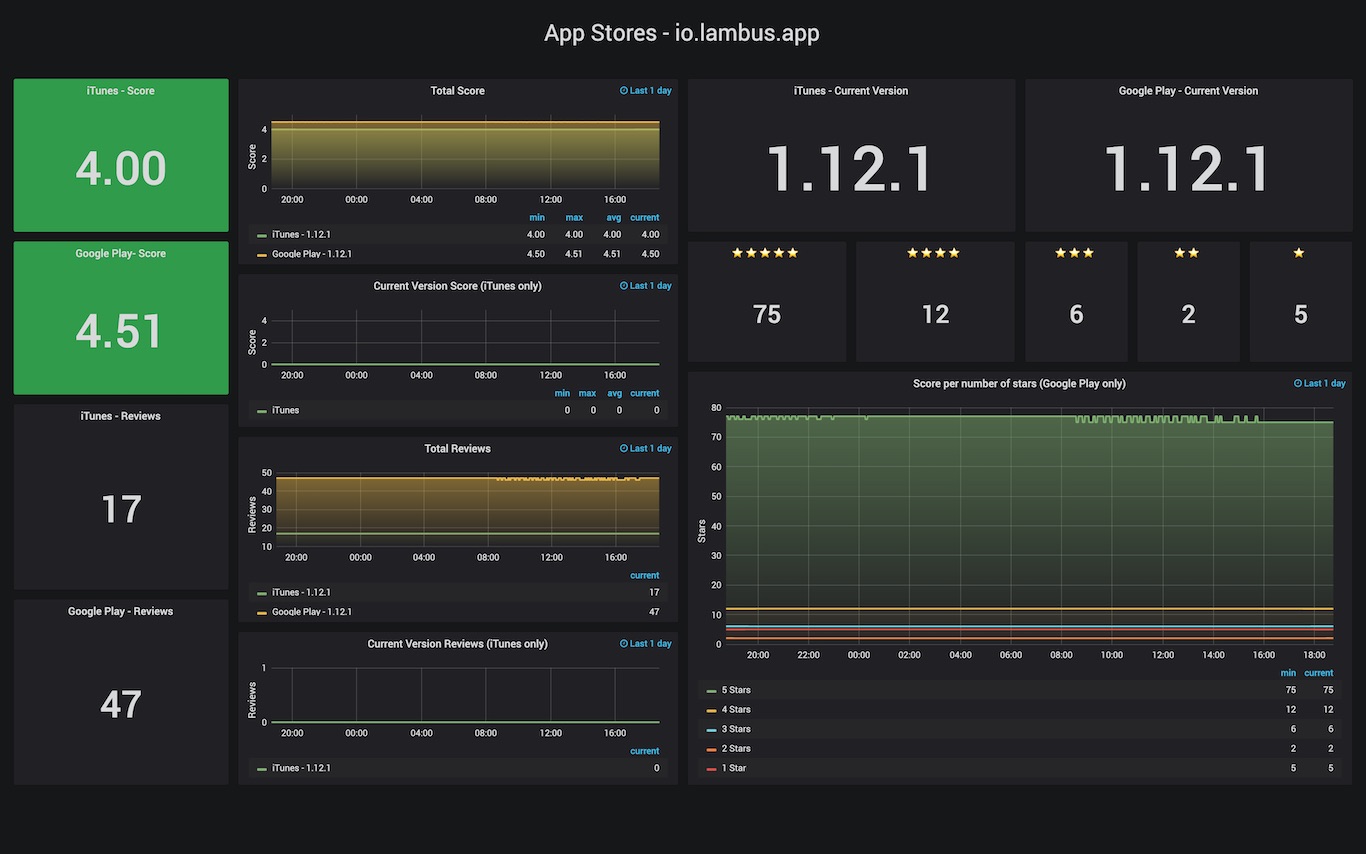 App Stores - io.lambus.app
iTunes - Score
4.00
Google Play- Score
4.51
iTunes - Reviews
17
Google Play - Reviews
47
Total Score
Last 1 day
Score
4
2
0
20:00 00:00 04:00 08:00 12:00 16:00
min max avg current
iTunes - 1.12.1 4.00 4.00 4.00 4.00
Google Play - 1.12.1 4.50 4.51 4.51 4.50
Current Version Score (iTunes only)
Last 1 day
Score
4
2
0
20:00 00:00 04:00 08:00 12:00 16:00
min max avg current
iTunes 0 0 0 0
Total Reviews
Last 1 day
Reviews
50
40
30
20
10
20:00 00:00 04:00 08:00 12:00 16:00
current
iTunes - 1.12.1 17
Google Play - 1.12.1 47
Current Version Reviews (iTunes only)
Last 1 day
Reviews
1
0
20:00 00:00 04:00 08:00 12:00 16:00
current
iTunes - 1.12.1 0
iTunes - Current Version
1.12.1
Google Play - Current Version
1.12.1
75
12
6
2
5
Score per number of stars (Google Play only)
Last 1 day
Stars
80
70
60
50
40
30
20
10
0
20:00 22:00 00:00 02:00 04:00 06:00 08:00 10:00 12:00 14:00 16:00 18:00
min current
5 Stars 75 75
4 Stars 12 12
3 Stars 6 6
2 Stars 2 2
1 Star 5 5